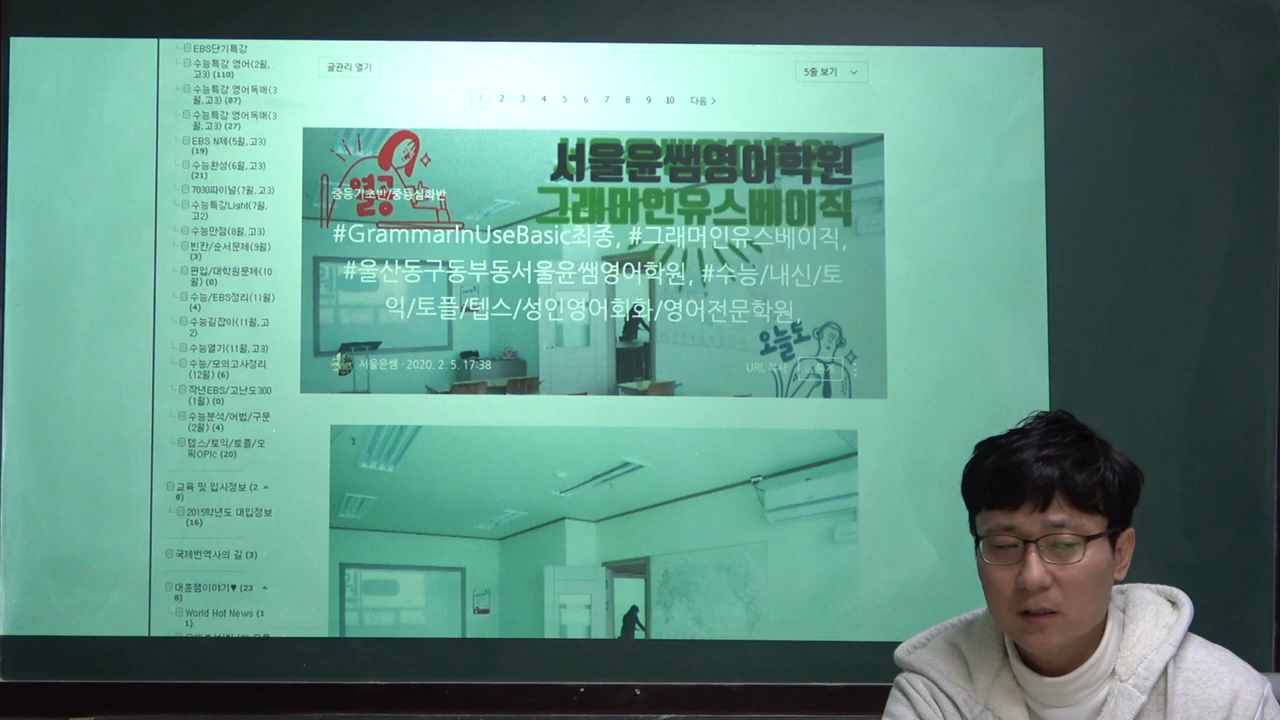 EBS단기특강
수능특강 영어(2월,
고3) (110)
수능특강 영어독해(3
월,고3) (87)
수능특강 영어독해(3
월,고3) (27)
EBS N제(5월,고3)
(19)
수능완성(6월,고3)
(21)
7030파이널(7월,고3)
수능특강Light(7월,
고2)
수능만점(8월,고3)
빈칸/순서문제(9월)
(3)
편입/대학원문제(10
월) (0)
수능/EBS정리(11월)
(4)
수능길잡이(11월,고
2)
수능열기(11월,고3)
수능/모의고사정리
(12월) (6)
작년EBS/고난도300
(1월) (0)
수능분석/어법/구문
(2월) (4)
텝스/토익/토플/오
픽OPIc (20)
교육 및 입시정보 (2
8)
2015학년도 대입정보
(16)
국제번역사의 길 (3)
대훈쌤이야기♥ (23
8)
World Hot News (1
1)
글관리 열기
5줄 보기
1 2 3 4 5 6 7 8 9 10 다음 >
열공
서울윤쌤영어학원
그래머인유스베이직
중등기초반/중등심화반
#GrammarInUseBasic최종, #그래머인유스베이직,
#울산동구동부동서울윤쌤영어학원, #수능/내신/토
익/토플/텝스/성인영어회화/영어전문학원,
오늘도
서울윤쌤 · 2020. 2. 5. 17:38
URL 복사